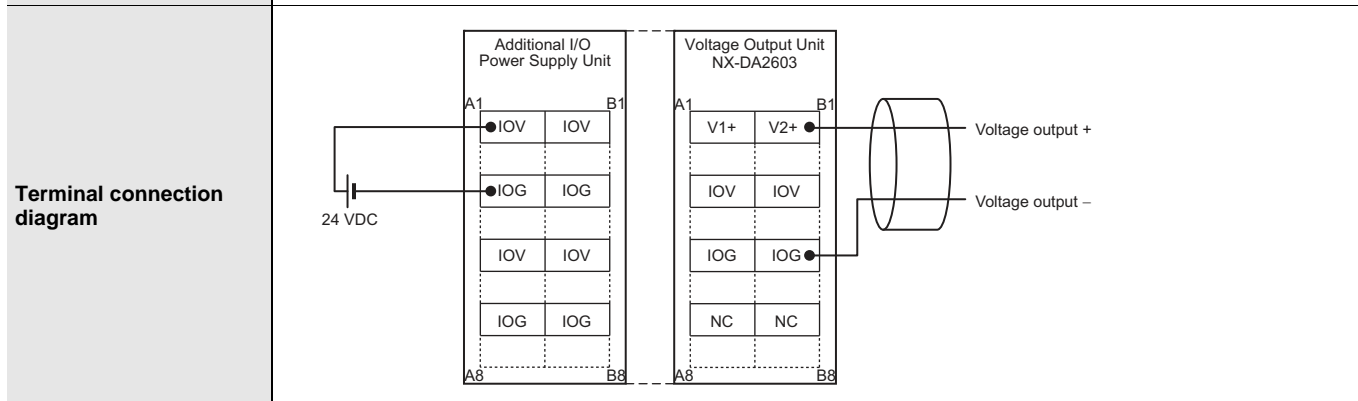 Terminal connection
diagram
Additional I/O
Power Supply Unit
A1 B1
IOV IOV
IOG IOG
IOV IOV
IOG IOG
A8 B8
24 VDC
Voltage Output Unit
NX-DA2603
A1 B1
V1+ V2+
IOV IOV
IOG IOG
NC NC
A8 B8
Voltage output +
Voltage output −